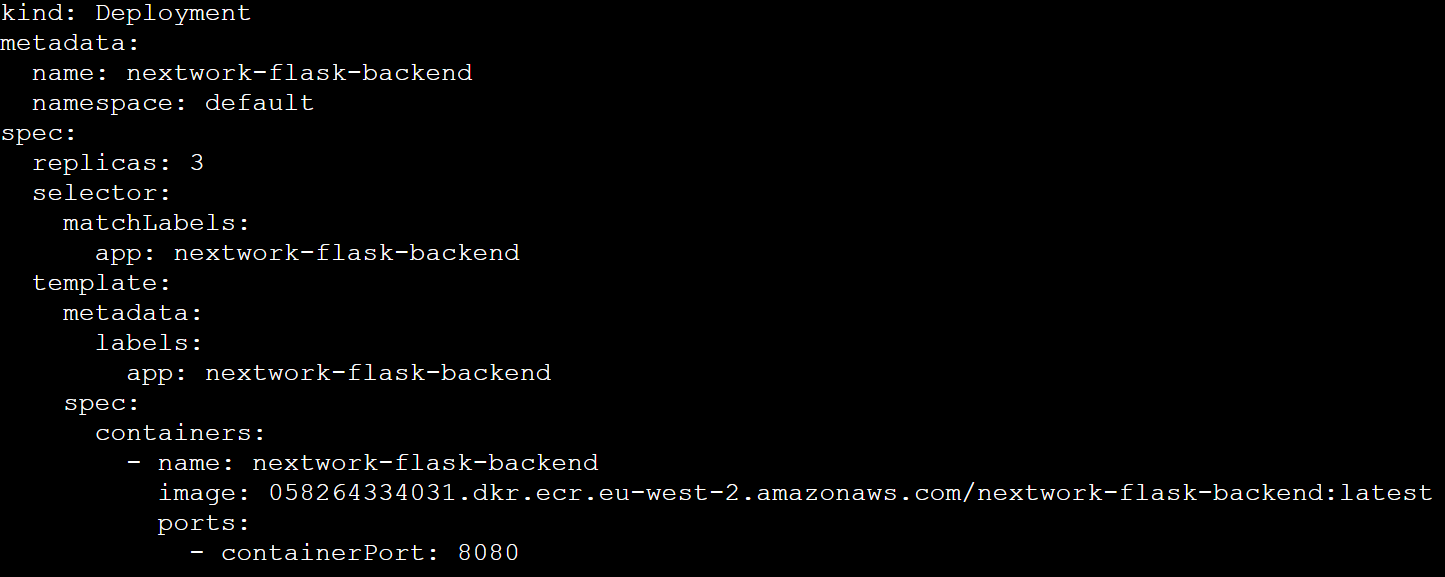 kind: Deployment
metadata:
  name: nextwork-flask-backend
  namespace: default
spec:
  replicas: 3
  selector:
    matchLabels:
      app: nextwork-flask-backend
  template:
    metadata:
      labels:
        app: nextwork-flask-backend
    spec:
      containers:
        - name: nextwork-flask-backend
          image: 058264334031.dkr.ecr.eu-west-2.amazonaws.com/nextwork-flask-backend:latest
          ports:
            - containerPort: 8080